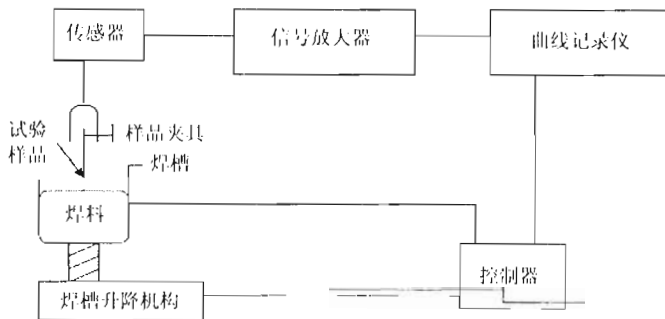 传感器
信号放大器
曲线记录仪
试验
样品
样品夹具
焊槽
焊料
控制器
焊槽升降机构